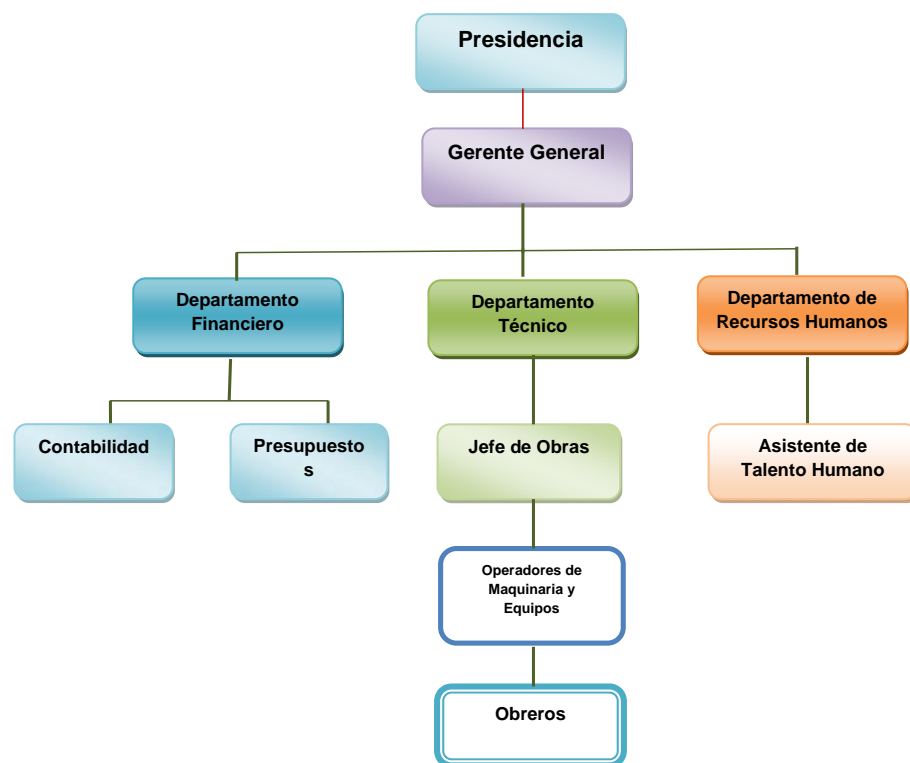 Presidencia
Gerente General
Departamento
Financiero
Departamento
Técnico
Departamento de
Recursos Humanos
Contabilidad
Presupuesto
s
Jefe de Obras
Asistente de
Talento Humano
Operadores de
Maquinaria y
Equipos
Obreros